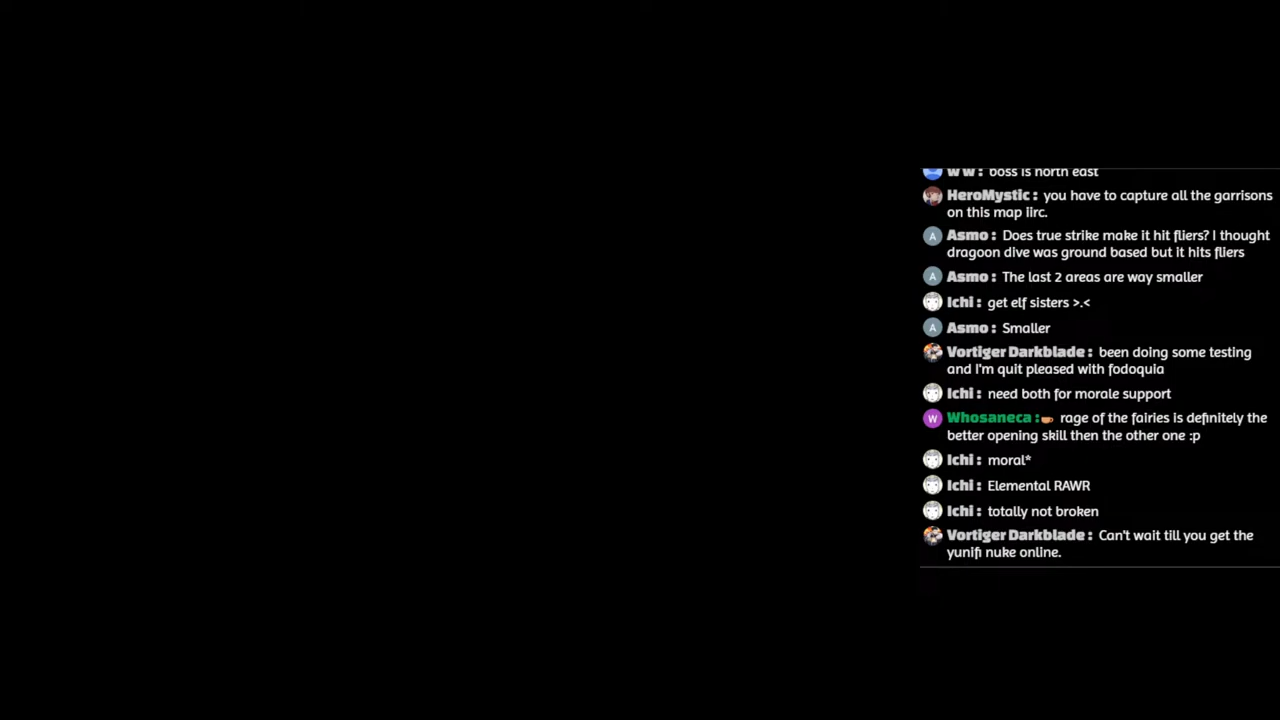 ww : boss is north east
HeroMystic : you have to capture all the garrisons
on this map iirc.
A Asmo : Does true strike make it hit fliers? I thought
dragoon dive was ground based but it hits fliers
A Asmo : The last 2 areas are way smaller
Ichi : get elf sisters >.<
A Asmo : Smaller
Vortiger Darkblade : been doing some testing
and I'm quit pleased with fodoquia
Ichi : need both for morale support
W Whosaneca : rage of the fairies is definitely the
better opening skill then the other one :p
Ichi : moral*
Ichi : Elemental RAWR
Ichi : totally not broken
Vortiger Darkblade : Can't wait till you get the
yunifi nuke online.